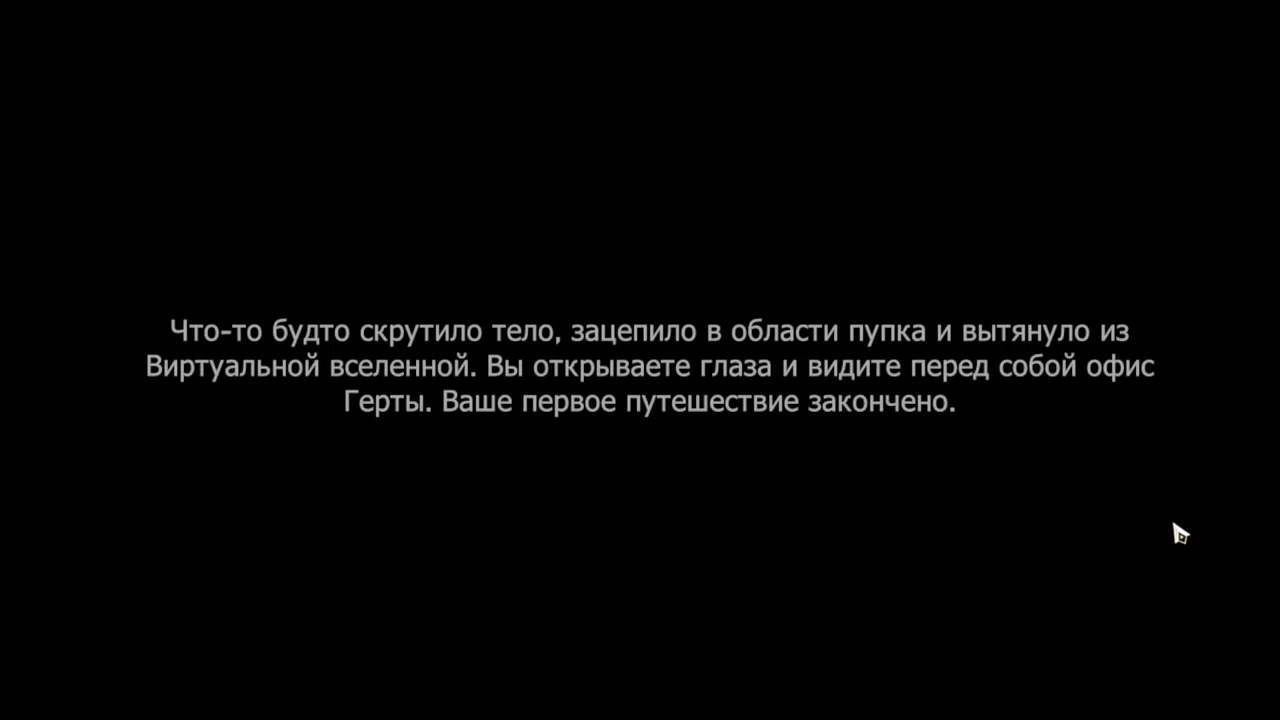 Что-то будто скрутило тело, зацепило в области пупка и вытянуло из
Виртуальной вселенной. Вы открываете глаза и видите перед собой офис
Герты. Ваше первое путешествие закончено.